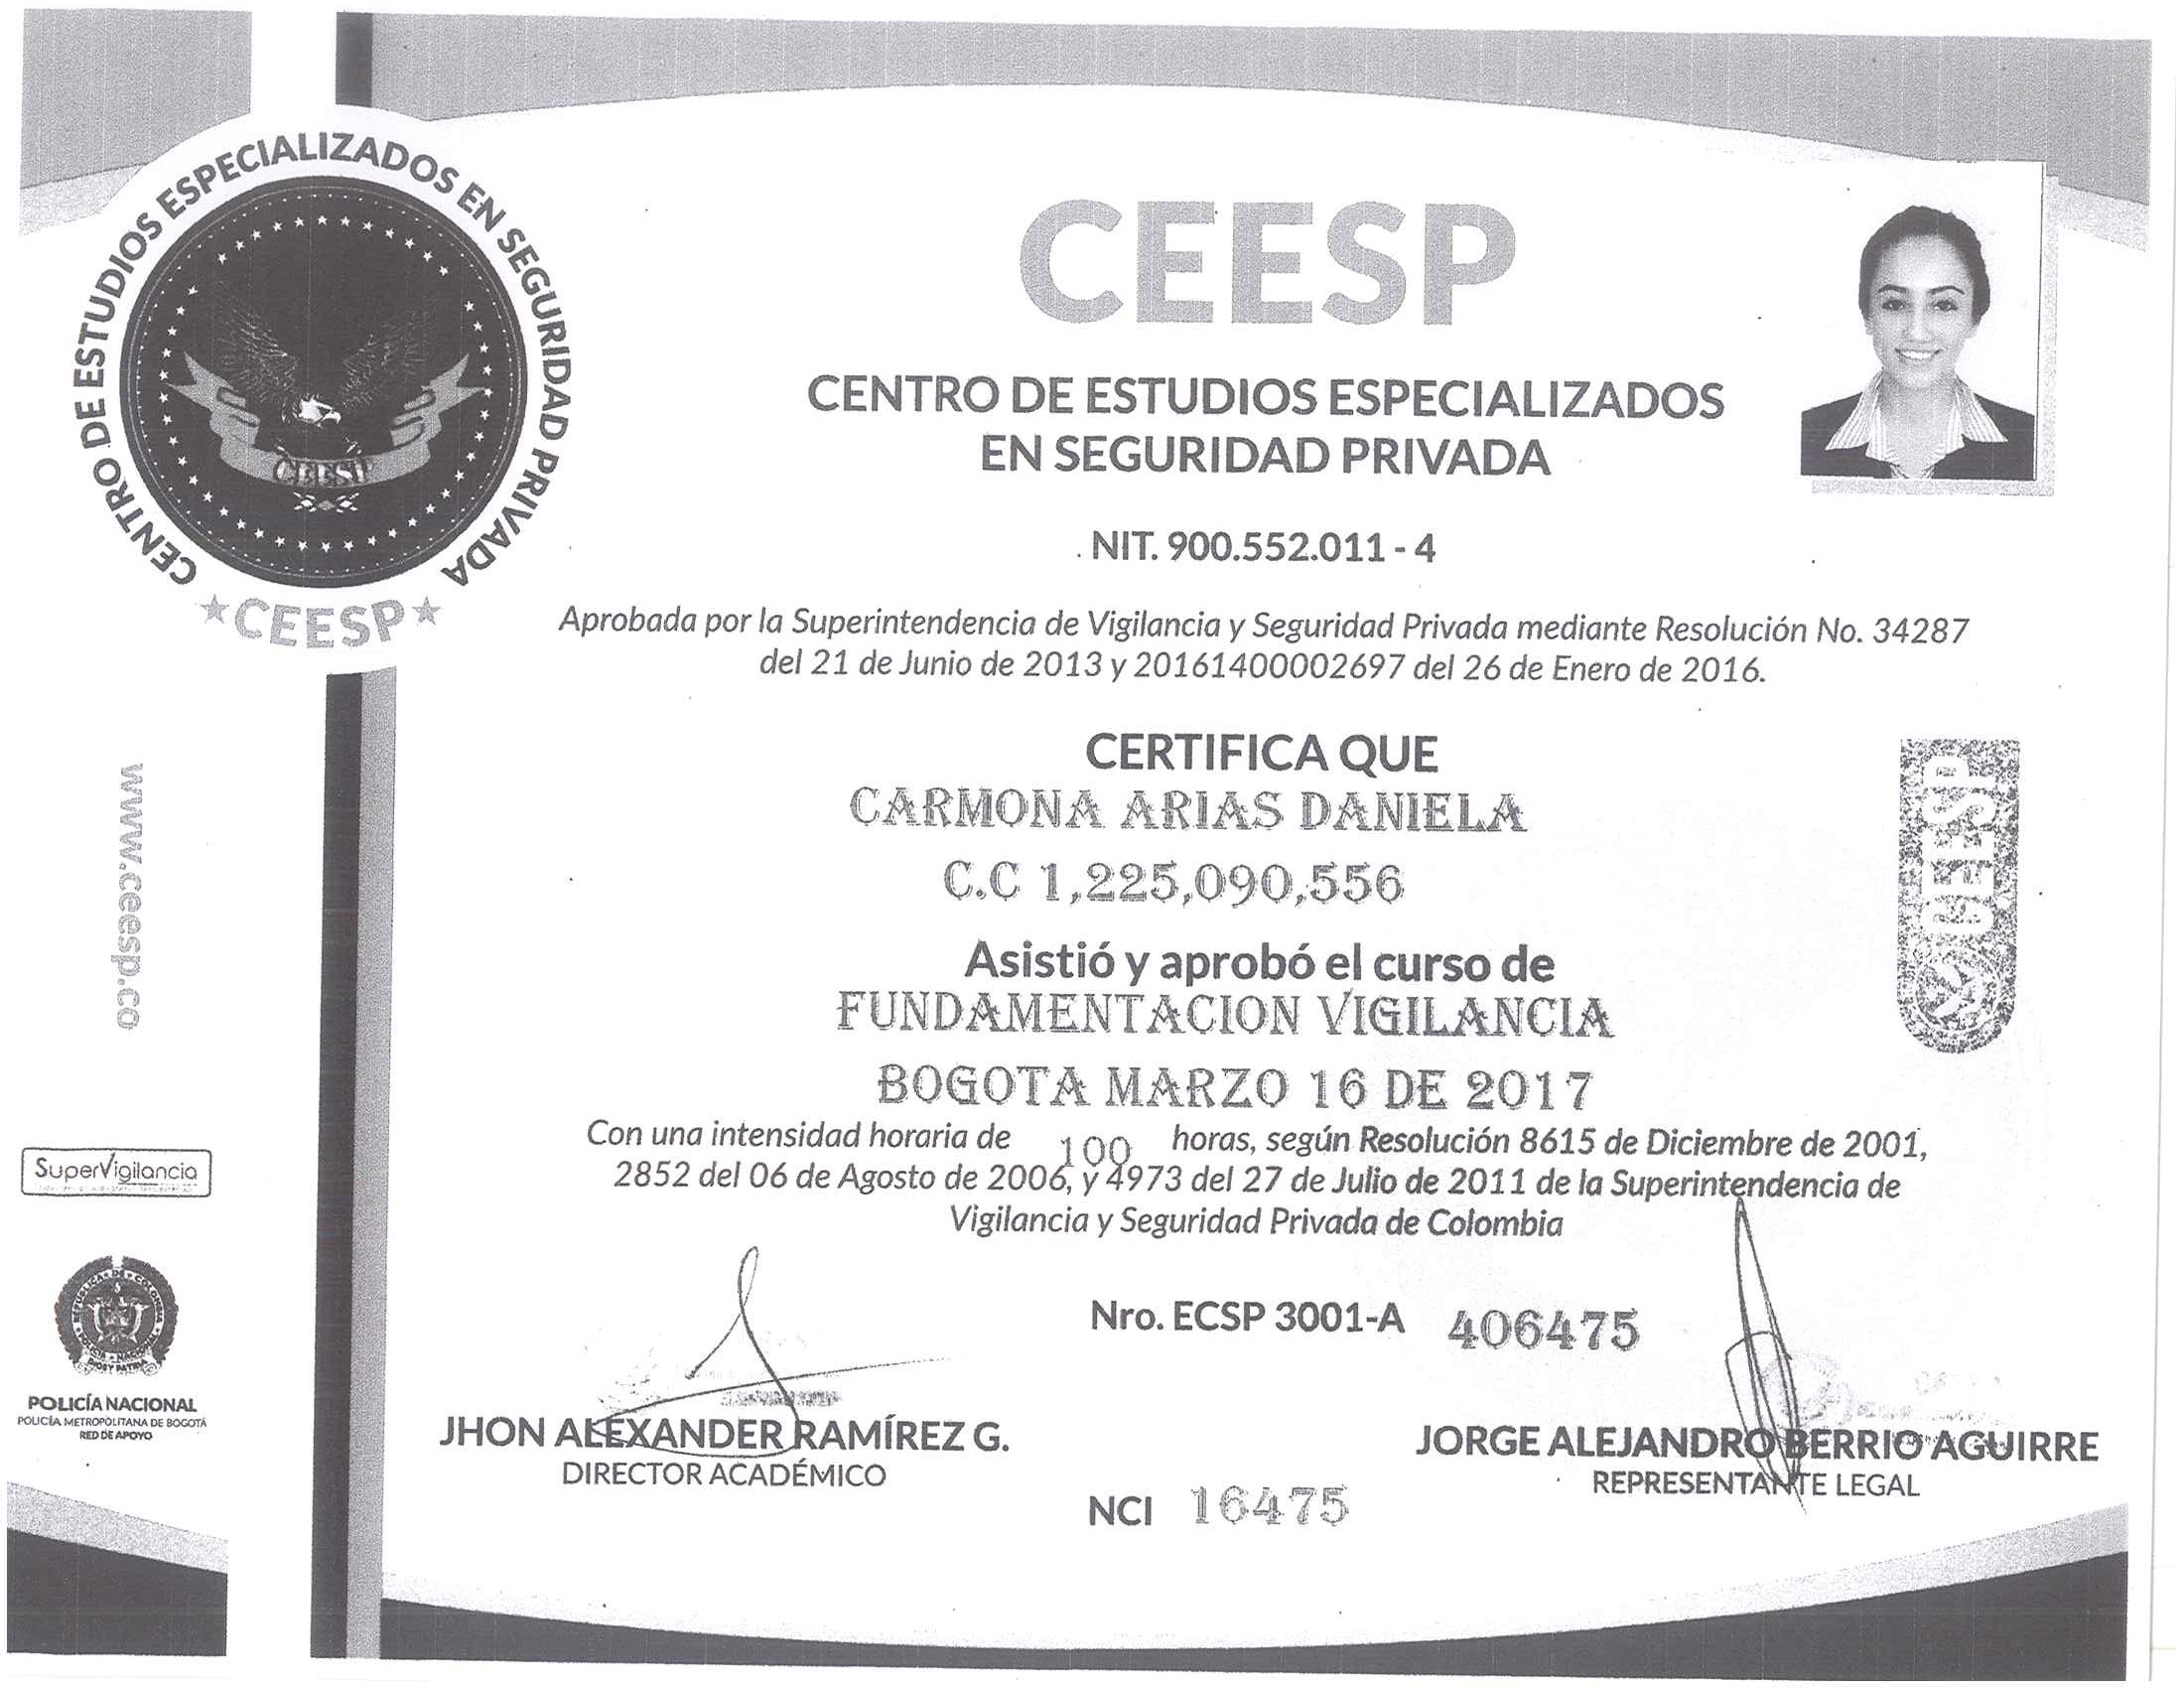 CENTRO DE ESTUDIOS ESPECIALIZADOS EN SEGURIDAD PRIVADA
CEESP
★CEESP★
CEESP
CENTRO DE ESTUDIOS ESPECIALIZADOS
EN SEGURIDAD PRIVADA
NIT. 900.552.011 - 4
Aprobada por la Superintendencia de Vigilancia y Seguridad Privada mediante Resolución No. 34287
del 21 de Junio de 2013 y 20161400002697 del 26 de Enero de 2016.
CERTIFICA QUE
CARMONA ARIAS DANIELA
C.C 1,225,090,556
Asistió y aprobó el curso de
FUNDAMENTACION VIGILANCIA
BOGOTA MARZO 16 DE 2017
Con una intensidad horaria de 100 horas, según Resolución 8615 de Diciembre de 2001,
2852 del 06 de Agosto de 2006, y 4973 del 27 de Julio de 2011 de la Superintendencia de
Vigilancia y Seguridad Privada de Colombia
Nro. ECSP 3001-A 406475
JHON ALEXANDER RAMÍREZ G.
DIRECTOR ACADÉMICO
JORGE ALEJANDRO BERRIO AGUIRRE
REPRESENTANTE LEGAL
NCI 16475
CEESP
www.ceesp.co
SuperVigilancia
REPUBLICA DE COLOMBIA
POLICIA NACIONAL
DIOS Y PATRIA
POLICÍA NACIONAL
POLICÍA METROPOLITANA DE BOGOTÁ
RED DE APOYO